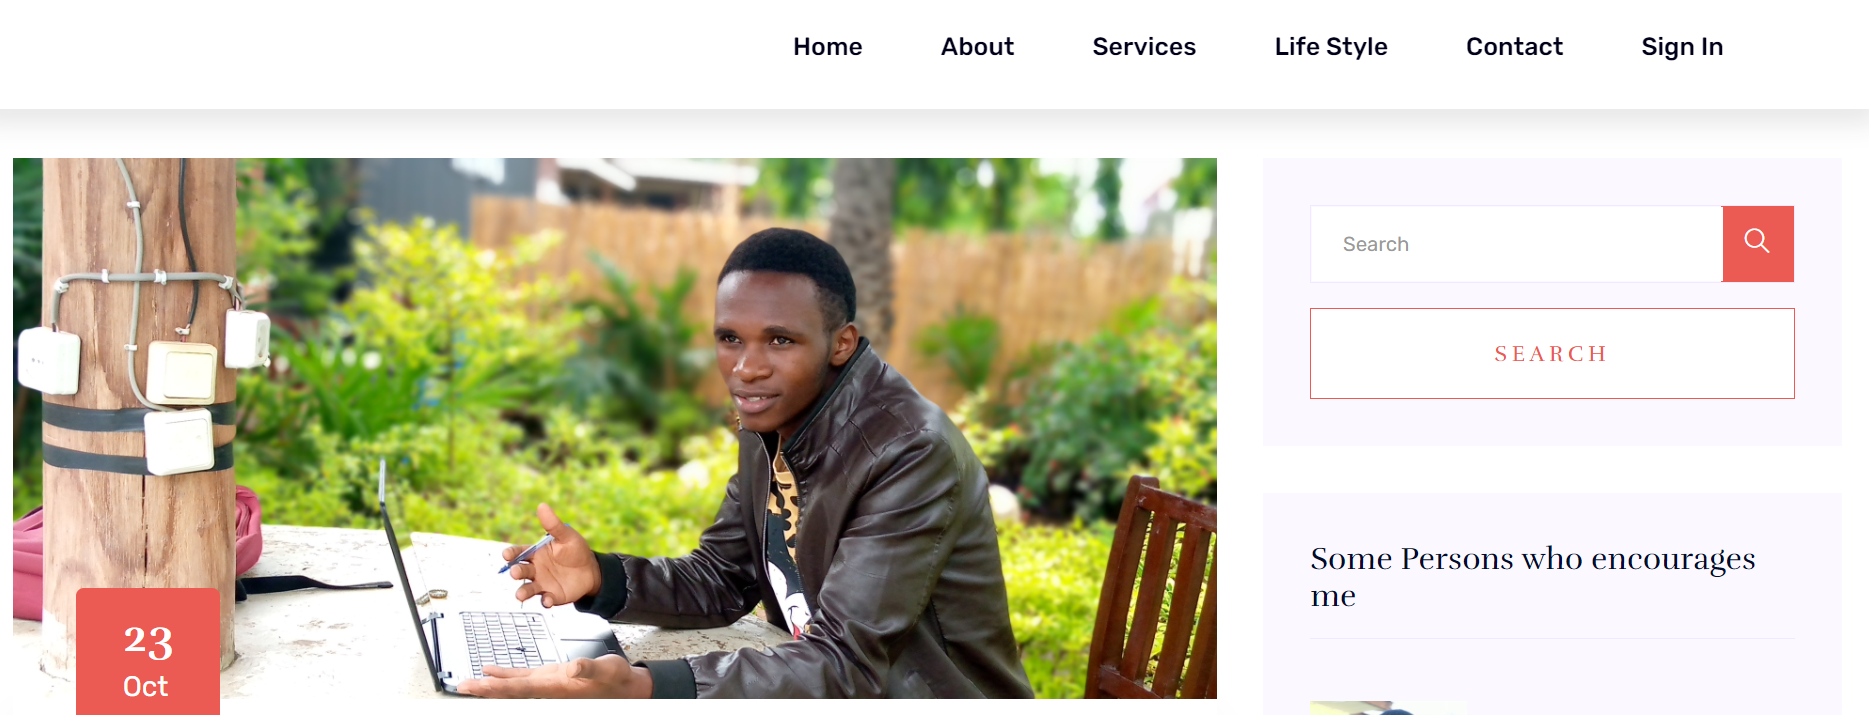 Home About Services Life Style Contact Sign In
Search
SEARCH
Some Persons who encourages
me
23
Oct